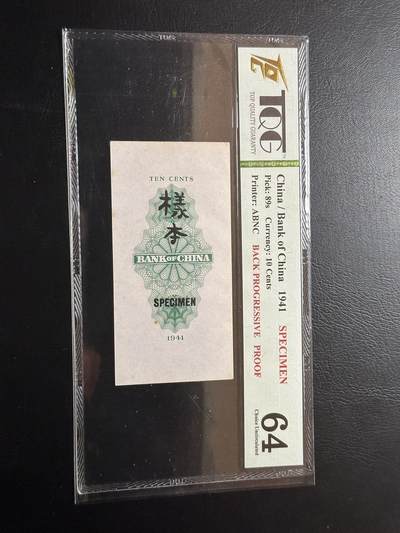 TEN CENTS
樣
本
BANK OF CHINA
SPECIMEN
1941
TQG
TOP QUALITY GUARANTY
China / Bank of China 1941 SPECIMEN
Pick: 89s Currency: 10 Cents
Printer: ABNC BACK PROGRESSIVE PROOF
64
Choice Uncirculated